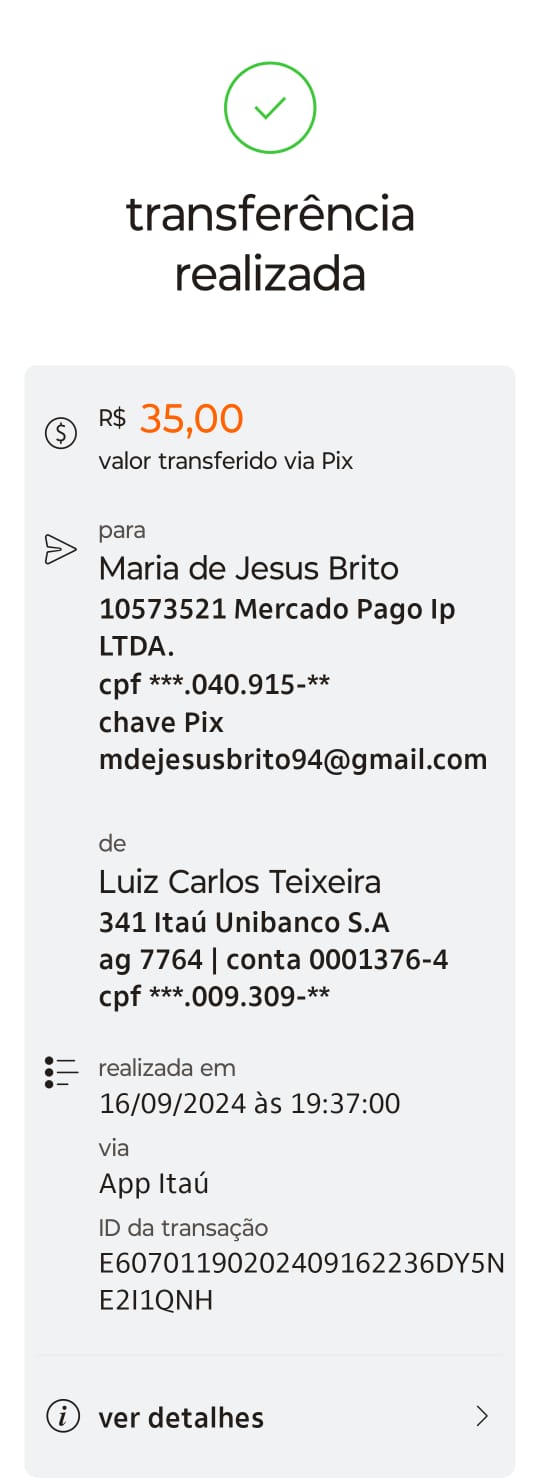 transferência
realizada
R$ 35,00
valor transferido via Pix
para
Maria de Jesus Brito
10573521 Mercado Pago Ip
LTDA.
cpf ***.040.915-**
chave Pix
mdejesusbrito94@gmail.com
de
Luiz Carlos Teixeira
341 Itaú Unibanco S.A
ag 7764 | conta 0001376-4
cpf ***.009.309-**
realizada em
16/09/2024 às 19:37:00
via
App Itaú
ID da transação
E60701190202409162236DY5N
E2I1QNH
ver detalhes